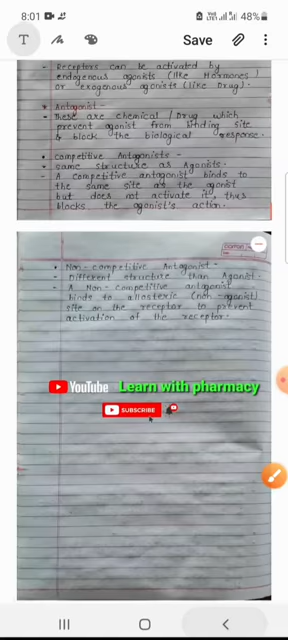 8:01
48%
T
Save
- Receptors can be activated by
endogenous agonists (like Hormones)
or exogenous agonists (like Drug).
* Antagonist -
- These are chemical / Drug which
prevent agonist from binding site
& block the biological response.
• Competitive Antagonists -
- Same structure as Agonists.
- A competitive antagonist binds to
the same site as the agonist
but does not activate it, thus
blocks the agonist's action.
• Non-competitive Antagonist -
- Different structure than Agonist.
- A Non-competitive antagonist
binds to allosteric (non-agonist)
site on the receptor to prevent
activation of the receptor.
YouTube Learn with pharmacy
SUBSCRIBE